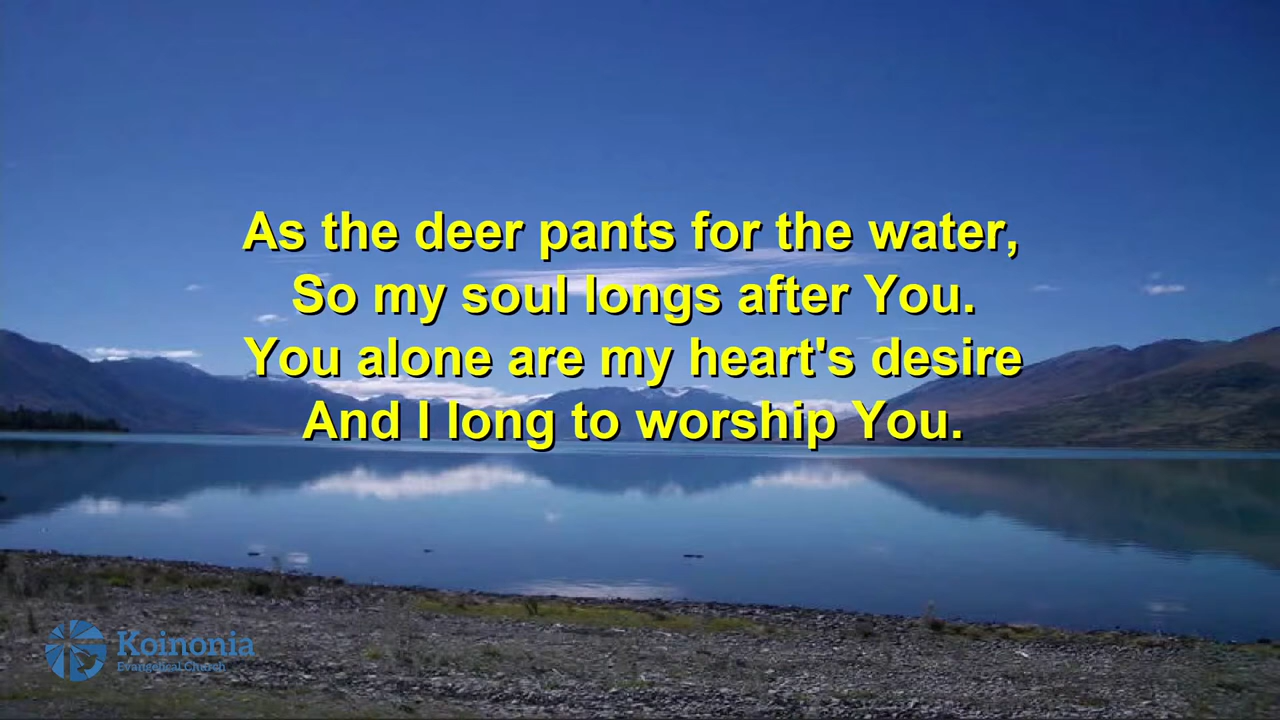 As the deer pants for the water,
So my soul longs after You.
You alone are my heart's desire
And I long to worship You.
Koinonia
Evangelical Church